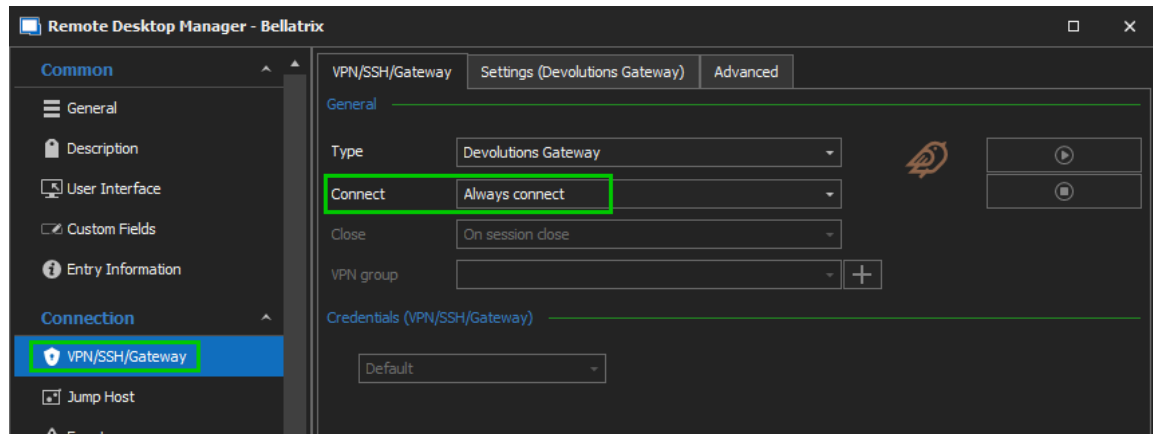 Remote Desktop Manager - Bellatrix
Common
General
Description
User Interface
Custom Fields
Entry Information
Connection
VPN/SSH/Gateway
Jump Host
VPN/SSH/Gateway
Settings (Devolutions Gateway)
Advanced
General
Type
Devolutions Gateway
Connect
Always connect
Close
On session close
VPN group
Credentials (VPN/SSH/Gateway)
Default